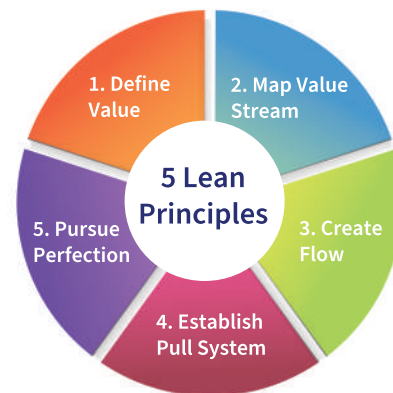 5 Lean
Principles
1. Define
Value
2. Map Value
Stream
3. Create
Flow
4. Establish
Pull System
5. Pursue
Perfection